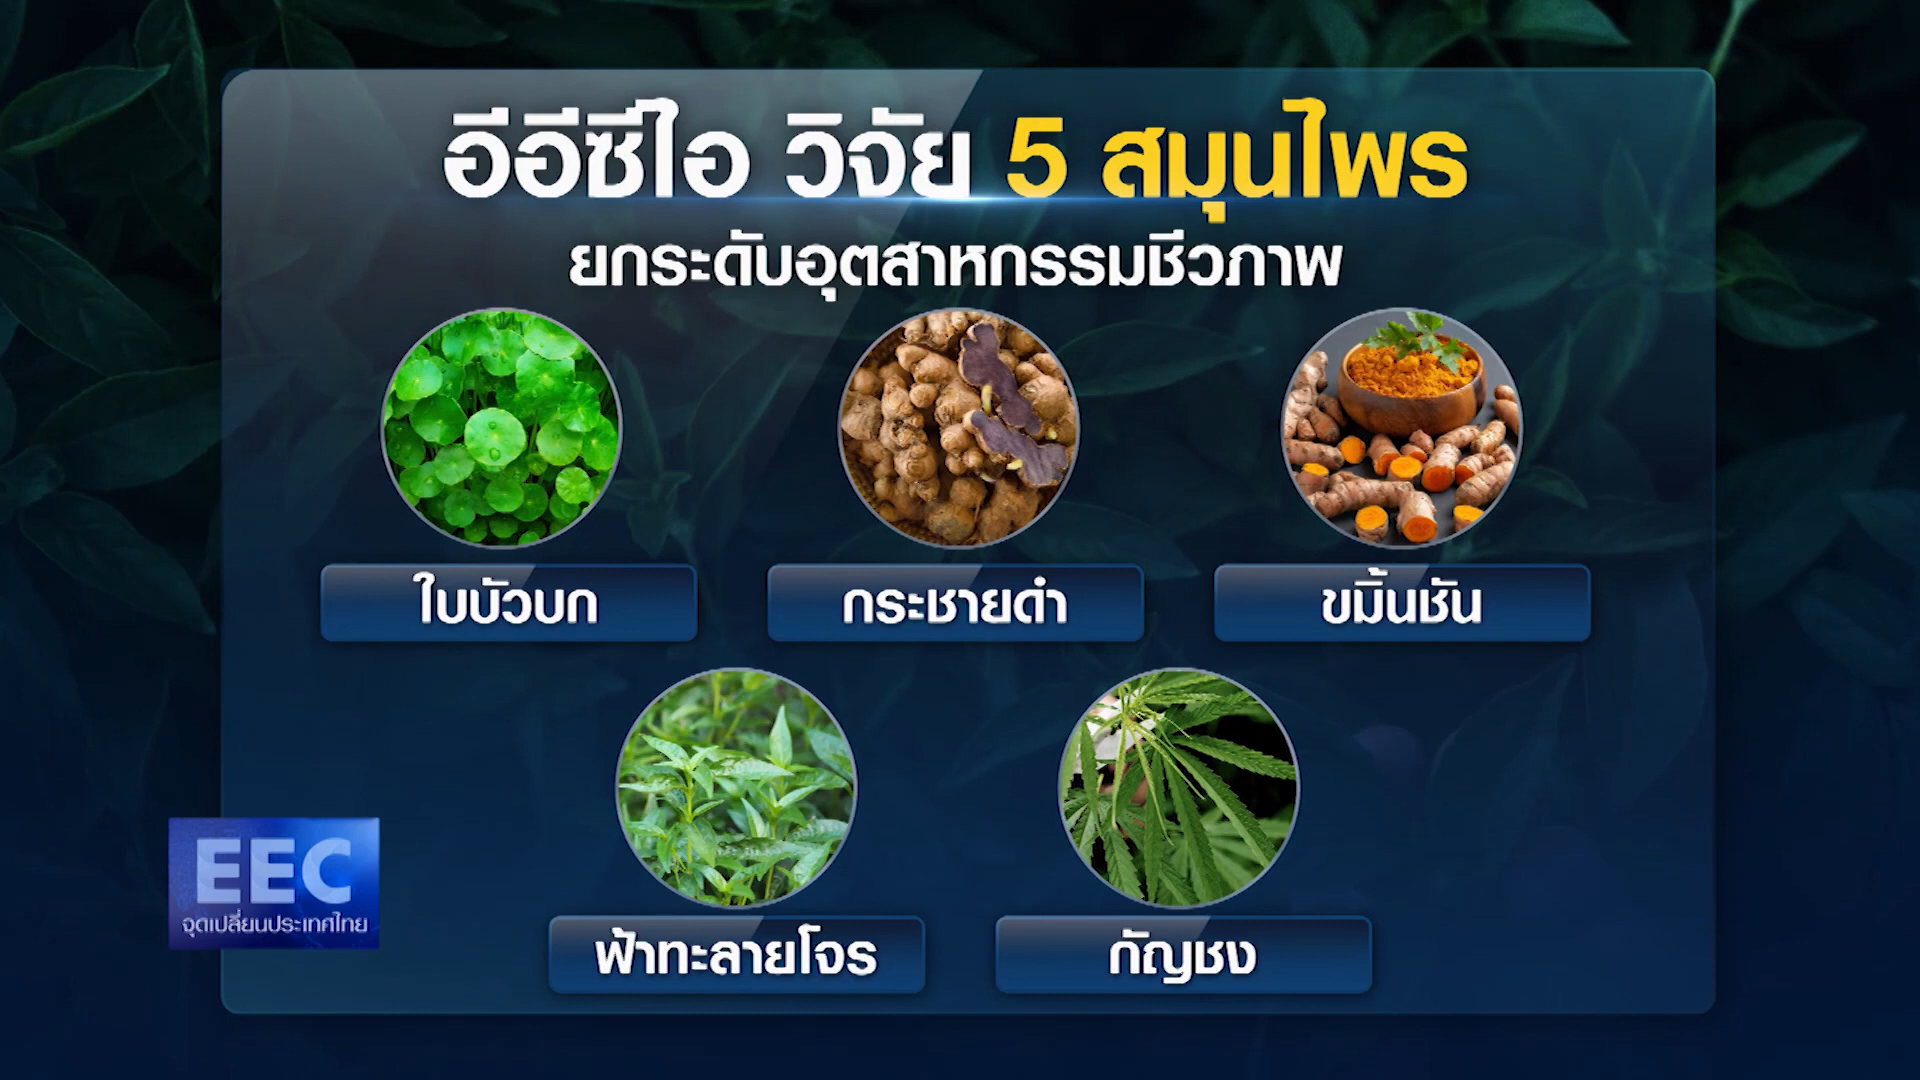 อีอีซีไอ วิจัย 5 สมุนไพร
ยกระดับอุตสาหกรรมชีวภาพ
ใบบัวบก
กระชายดำ
ขมิ้นชัน
ฟ้าทะลายโจร
กัญชง
EEC
จุดเปลี่ยนประเทศไทย